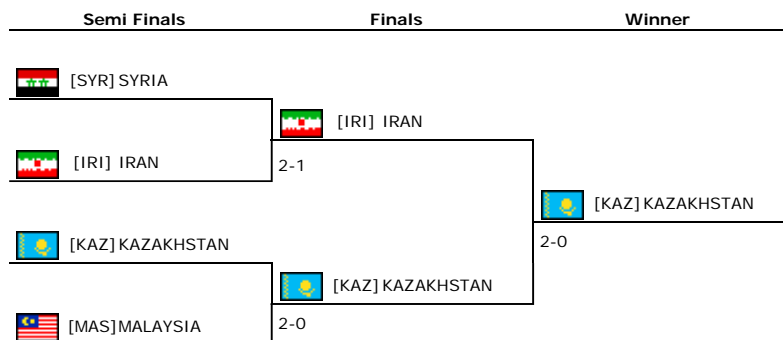 Semi Finals Finals Winner
[SYR] SYRIA
[IRI] IRAN
[IRI] IRAN
2-1
[KAZ] KAZAKHSTAN
[KAZ] KAZAKHSTAN
2-0
[KAZ] KAZAKHSTAN
[MAS] MALAYSIA
2-0